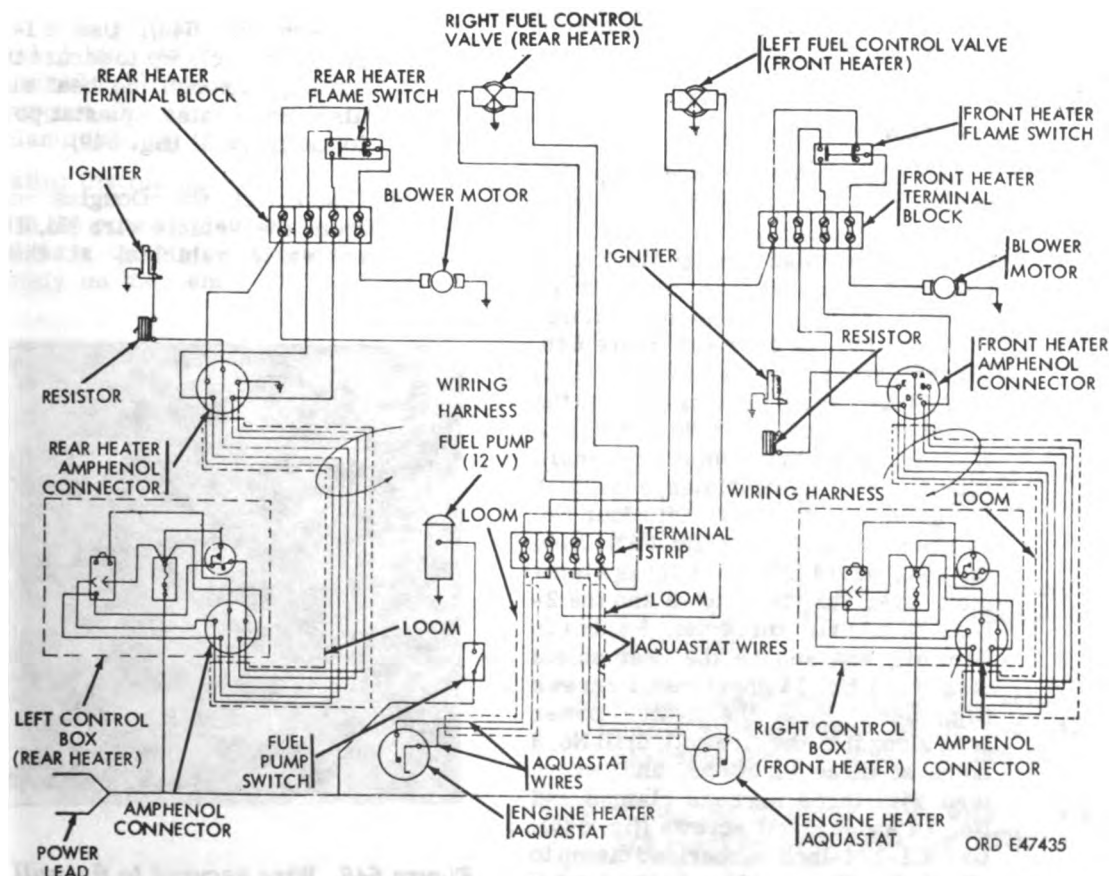 RIGHT FUEL CONTROL
VALVE (REAR HEATER)
LEFT FUEL CONTROL VALVE
(FRONT HEATER)
REAR HEATER
TERMINAL BLOCK
REAR HEATER
FLAME SWITCH
FRONT HEATER
FLAME SWITCH
IGNITER
BLOWER MOTOR
FRONT HEATER
TERMINAL
BLOCK
IGNITER
BLOWER
MOTOR
RESISTOR
RESISTOR
FRONT HEATER
AMPHENOL
CONNECTOR
WIRING
HARNESS
FUEL PUMP
(12 V)
REAR HEATER
AMPHENOL
CONNECTOR
WIRING HARNESS
LOOM
LOOM
TERMINAL
STRIP
LOOM
LOOM
AQUASTAT WIRES
LEFT CONTROL
BOX
(REAR HEATER)
FUEL
PUMP
SWITCH
AQUASTAT
WIRES
RIGHT CONTROL
BOX
(FRONT HEATER)
AMPHENOL
CONNECTOR
AMPHENOL
CONNECTOR
ENGINE HEATER
AQUASTAT
ENGINE HEATER
AQUASTAT
ORD E47435
POWER
LEAD